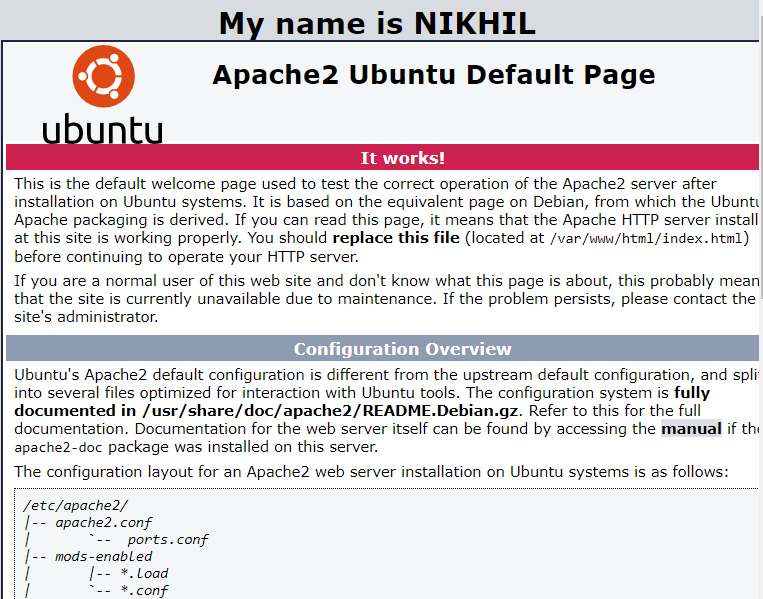 My name is NIKHIL
Apache2 Ubuntu Default Page
ubuntu
It works!
This is the default welcome page used to test the correct operation of the Apache2 server after
installation on Ubuntu systems. It is based on the equivalent page on Debian, from which the Ubuntu
Apache packaging is derived. If you can read this page, it means that the Apache HTTP server install
at this site is working properly. You should replace this file (located at /var/www/html/index.html)
before continuing to operate your HTTP server.
If you are a normal user of this web site and don't know what this page is about, this probably mean
that the site is currently unavailable due to maintenance. If the problem persists, please contact the
site's administrator.
Configuration Overview
Ubuntu's Apache2 default configuration is different from the upstream default configuration, and split
into several files optimized for interaction with Ubuntu tools. The configuration system is fully
documented in /usr/share/doc/apache2/README.Debian.gz. Refer to this for the full
documentation. Documentation for the web server itself can be found by accessing the manual if the
apache2-doc package was installed on this server.
The configuration layout for an Apache2 web server installation on Ubuntu systems is as follows:
/etc/apache2/
|-- apache2.conf
|       `--  ports.conf
|-- mods-enabled
|       |-- *.load
|       `-- *.conf